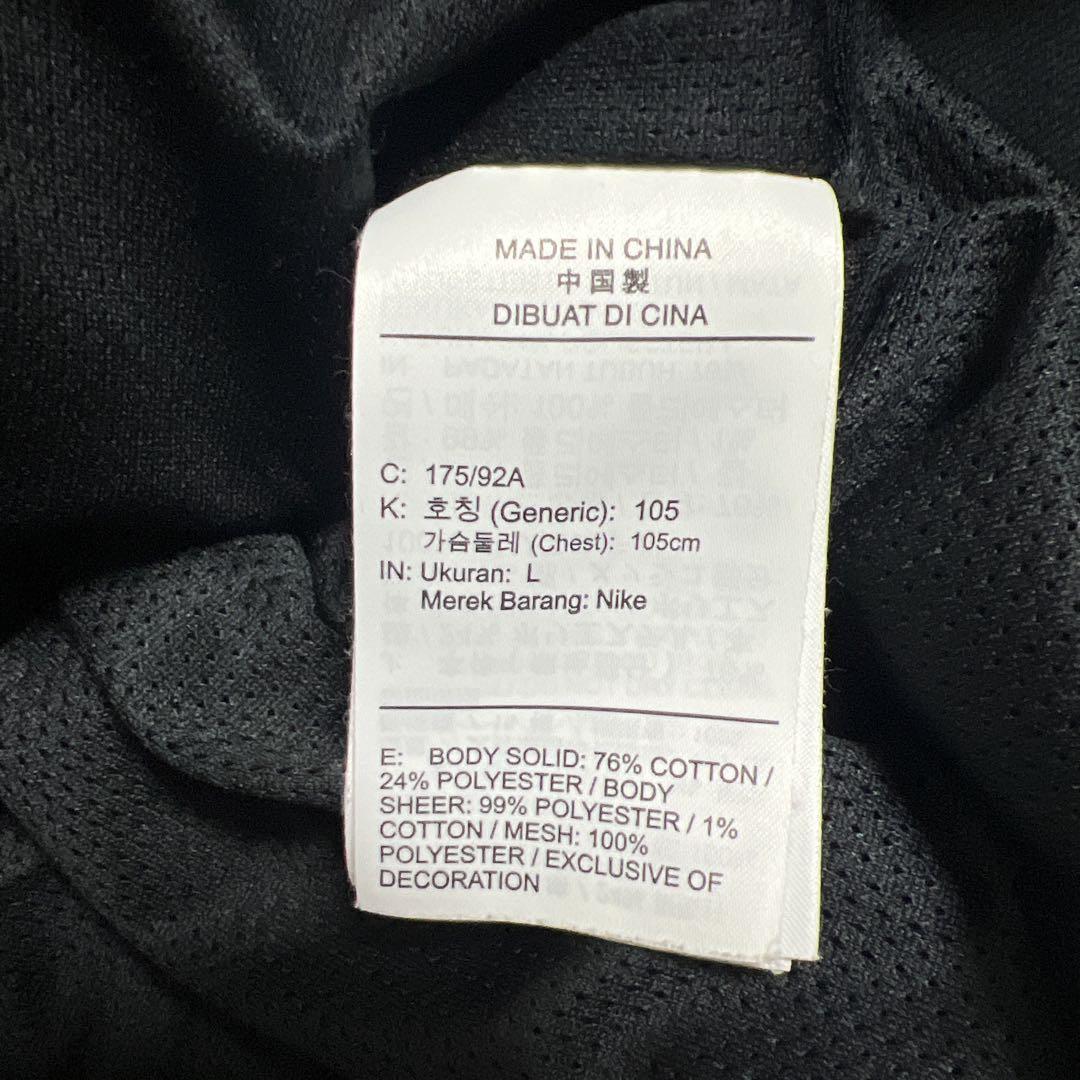 MADE IN CHINA
中国製
DIBUAT DI CINA
C: 175/92A
K: 호칭 (Generic): 105
가슴둘레 (Chest): 105cm
IN: Ukuran: L
Merek Barang: Nike
E: BODY SOLID: 76% COTTON /
24% POLYESTER / BODY
SHEER: 99% POLYESTER / 1%
COTTON / MESH: 100%
POLYESTER / EXCLUSIVE OF
DECORATION